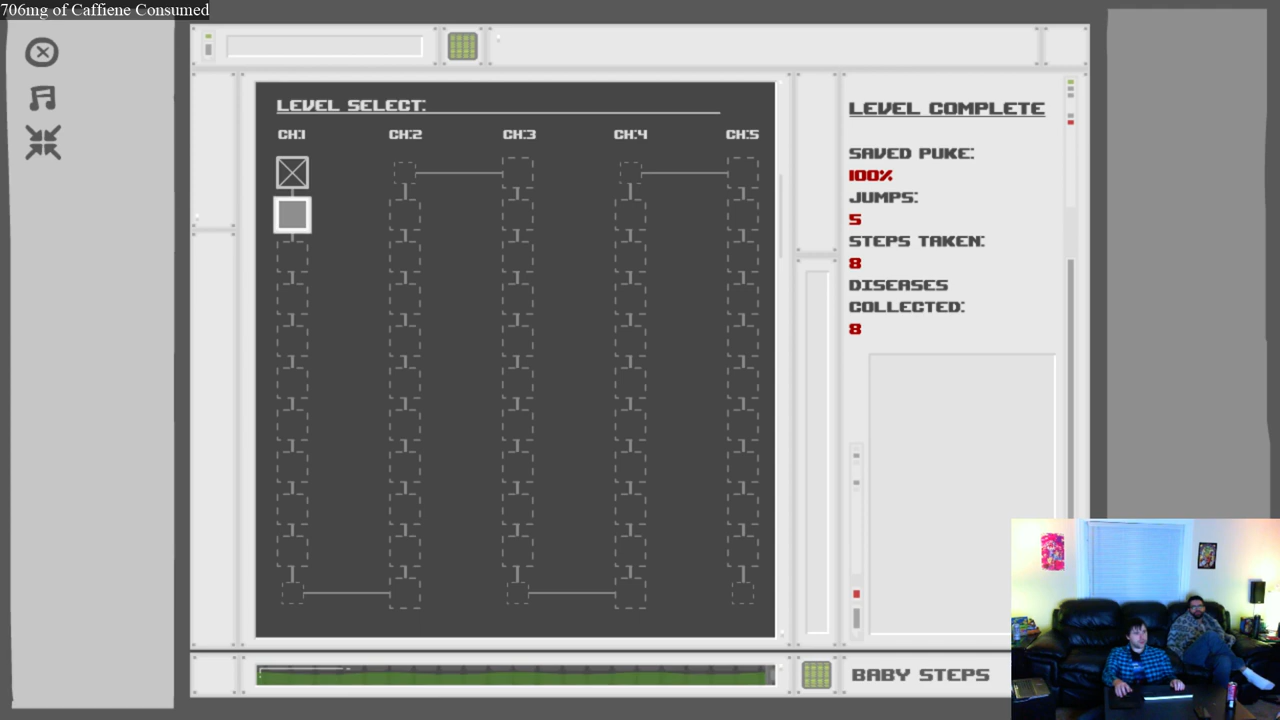 706mg of Caffiene Consumed
LEVEL SELECT:
CH:1 CH:2 CH:3 CH:4 CH:5
LEVEL COMPLETE
SAVED PUKE:
100%
JUMPS:
5
STEPS TAKEN:
8
DISEASES
COLLECTED:
8
BABY STEPS